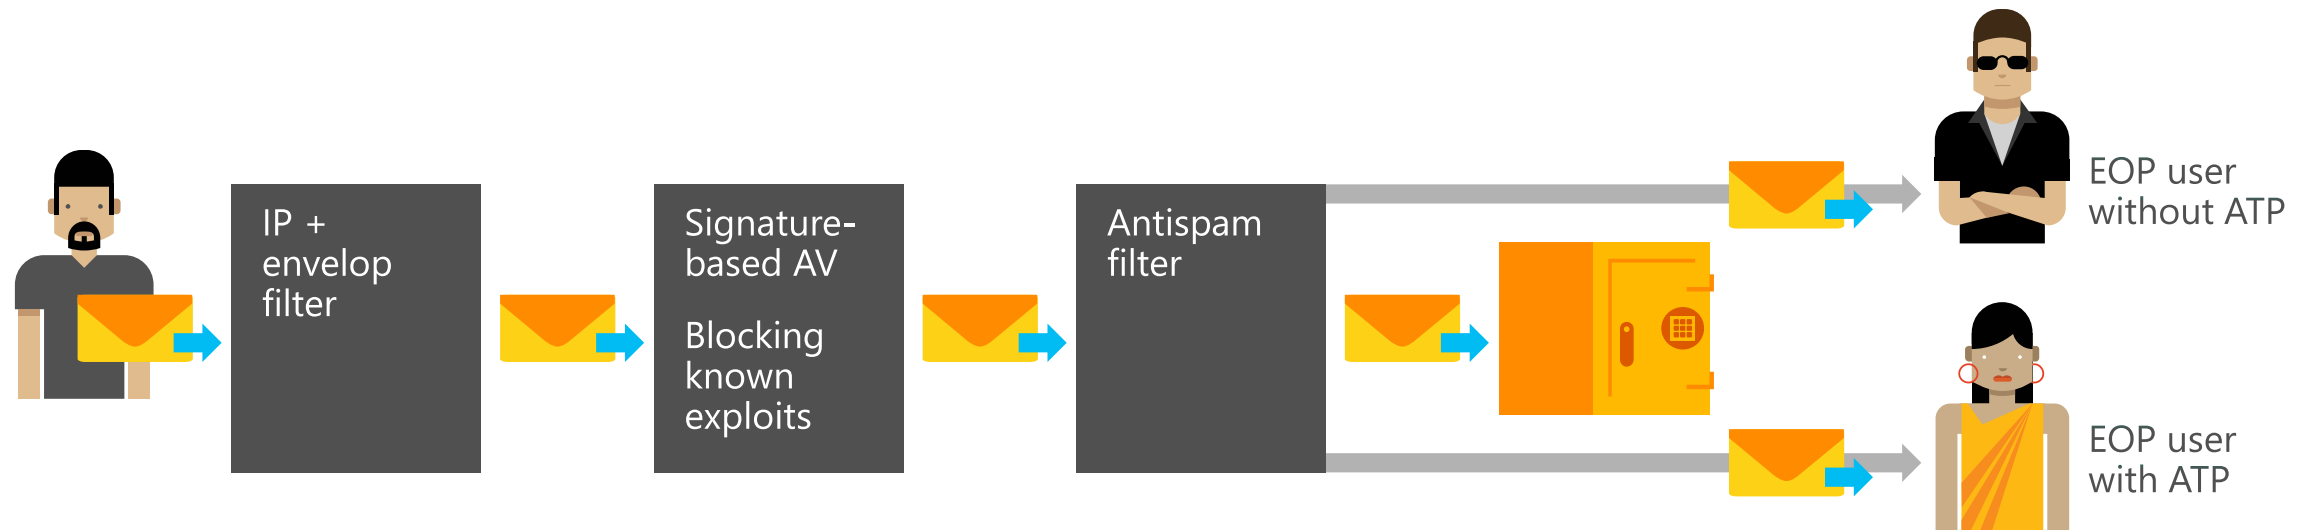 IP +
envelop
filter
Signature-
based AV
Blocking
known
exploits
Antispam
filter
EOP user
without ATP
EOP user
with ATP